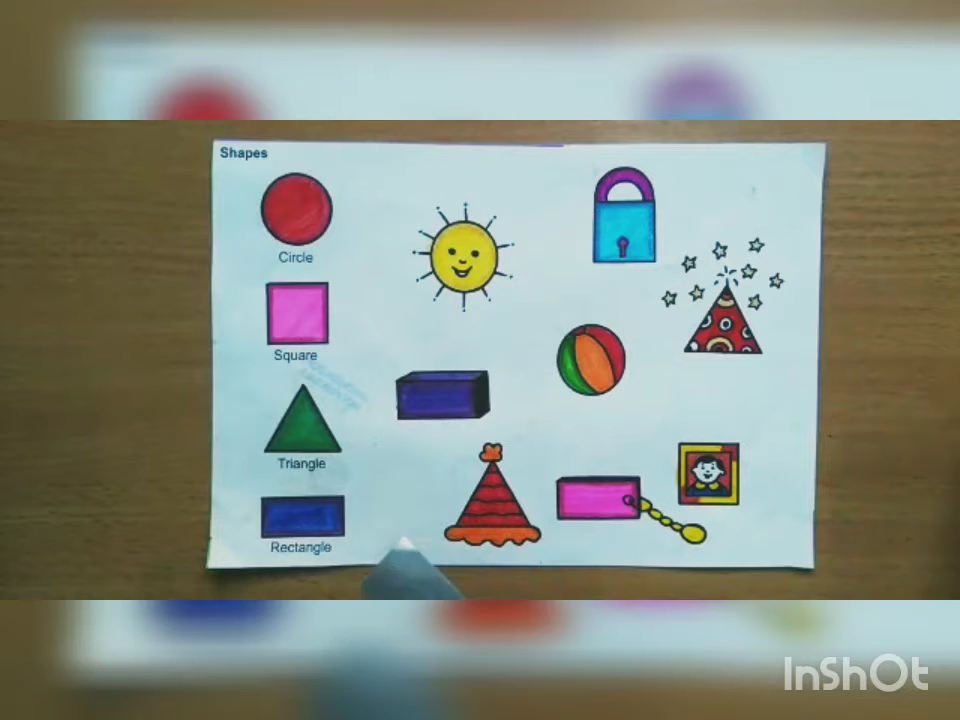 Shapes
Circle
Square
Triangle
Rectangle
InShOt